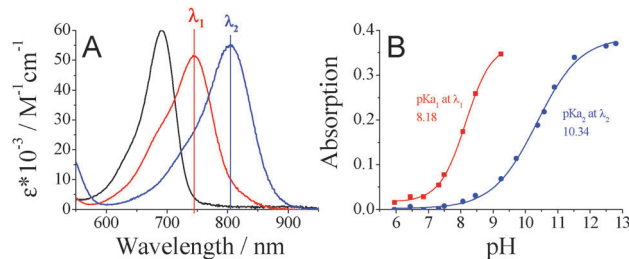 A
λ₁
λ₂
ε*10⁻³ / M⁻¹cm⁻¹
60
50
40
30
20
10
0
600
700
800
900
Wavelength / nm
B
Absorption
0.4
0.3
0.2
0.1
0.0
pKa₁ at λ₁
8.18
pKa₂ at λ₂
10.34
6
7
8
9
10
11
12
13
pH